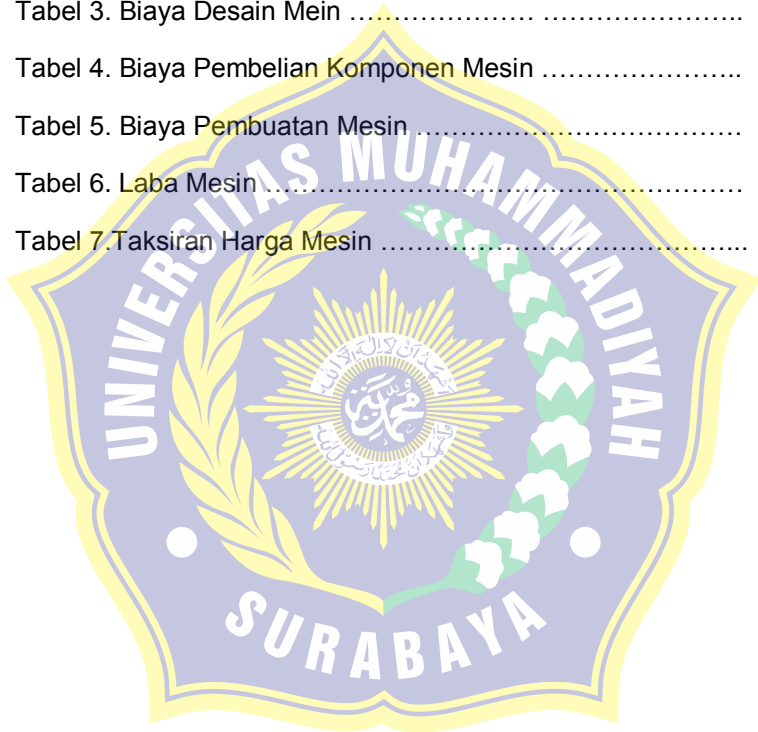 Tabel 3. Biaya Desain Mein ………………… …………………..
Tabel 4. Biaya Pembelian Komponen Mesin …………………..
Tabel 5. Biaya Pembuatan Mesin ……………………………….
Tabel 6. Laba Mesin ……………………………………………….
Tabel 7.Taksiran Harga Mesin …………………………………...
UNIVERSITAS MUHAMMADIYAH
محمد
SURABAYA